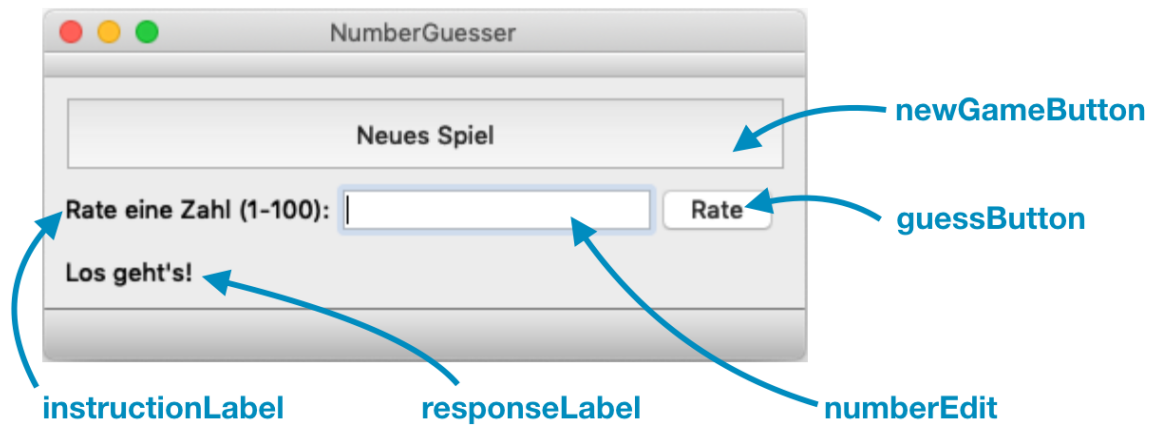 NumberGuesser
newGameButton
Neues Spiel
Rate eine Zahl (1-100):
Rate
guessButton
Los geht's!
instructionLabel
responseLabel
numberEdit